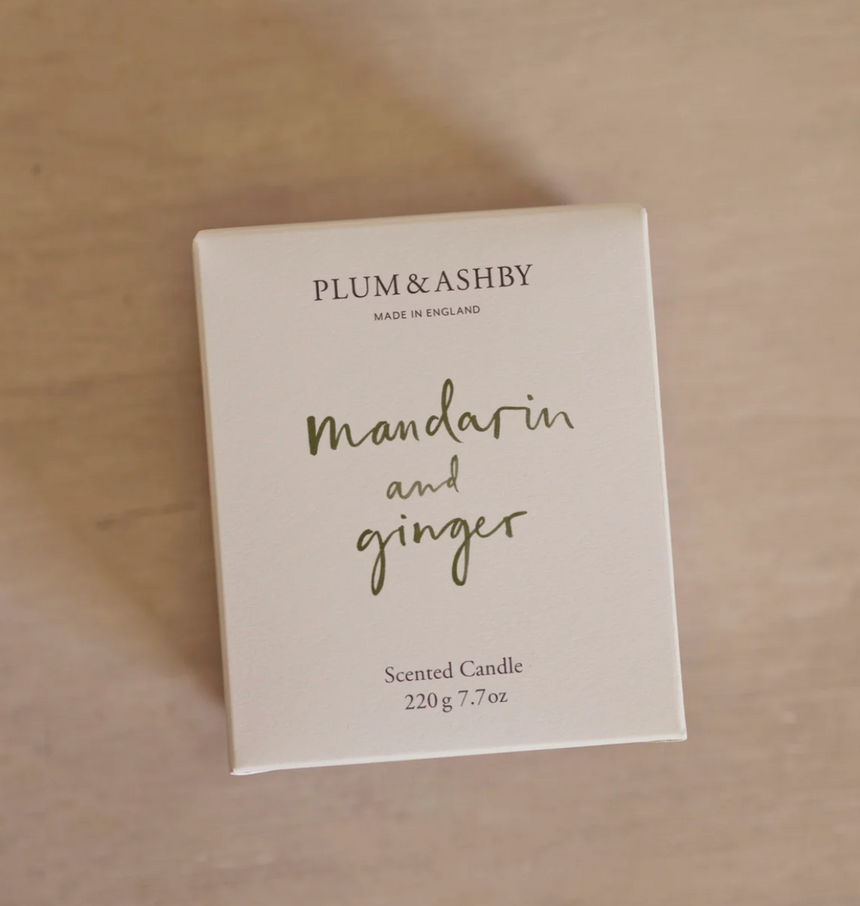 PLUM & ASHBY
MADE IN ENGLAND
mandarin
and
ginger
Scented Candle
220g 7.7oz